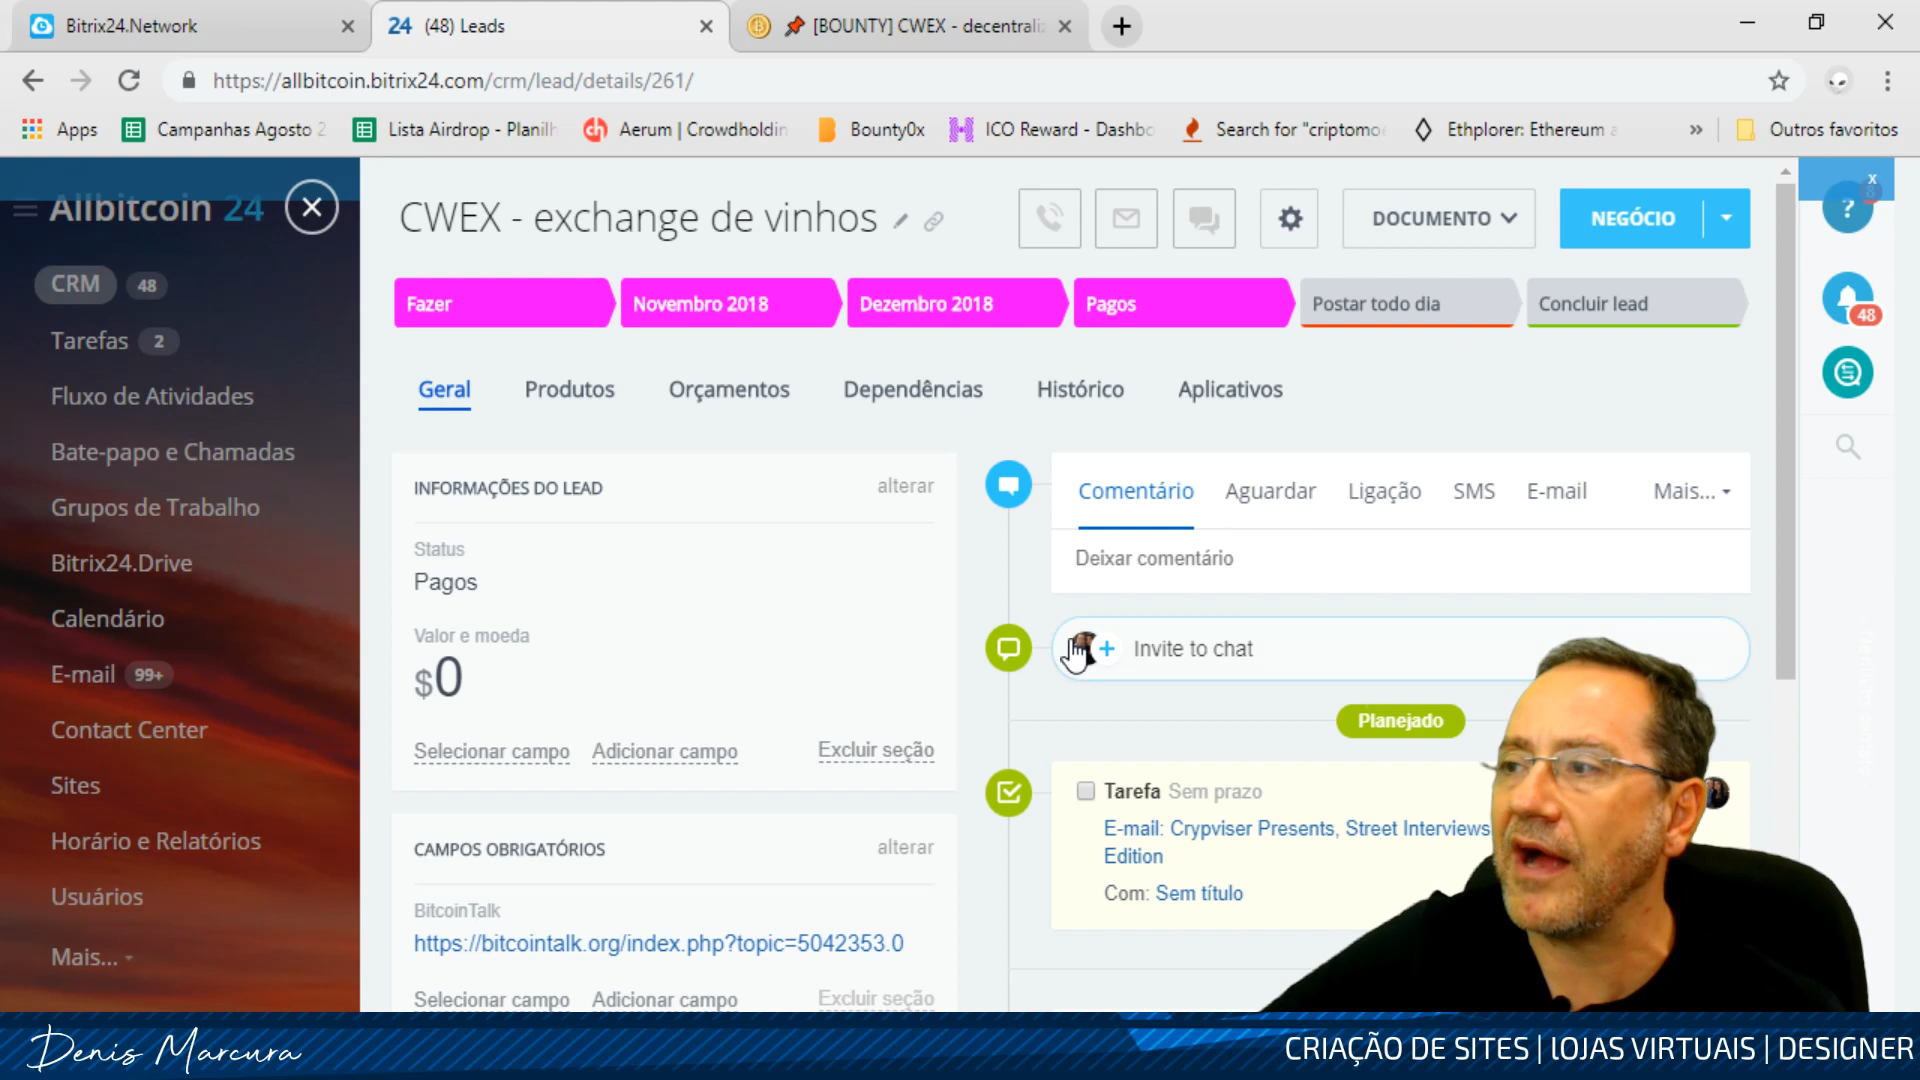 Bitrix24.Network
24 (48) Leads
[BOUNTY] CWEX - decentrali
https://allbitcoin.bitrix24.com/crm/lead/details/261/
Apps
Campanhas Agosto 2
Lista Airdrop - Planilh
Aerum | Crowdholdin
Bounty0x
ICO Reward - Dashbo
Search for "criptomo
Ethplorer: Ethereum a
»
Outros favoritos
Allbitcoin 24
CRM 48
Tarefas 2
Fluxo de Atividades
Bate-papo e Chamadas
Grupos de Trabalho
Bitrix24.Drive
Calendário
E-mail 99+
Contact Center
Sites
Horário e Relatórios
Usuários
Mais...
CWEX - exchange de vinhos
DOCUMENTO
NEGÓCIO
x
?
48
Fazer
Novembro 2018
Dezembro 2018
Pagos
Postar todo dia
Concluir lead
Geral
Produtos
Orçamentos
Dependências
Histórico
Aplicativos
INFORMAÇÕES DO LEAD
alterar
Status
Pagos
Valor e moeda
$0
Selecionar campo
Adicionar campo
Excluir seção
CAMPOS OBRIGATÓRIOS
alterar
BitcoinTalk
https://bitcointalk.org/index.php?topic=5042353.0
Selecionar campo
Adicionar campo
Excluir seção
Comentário
Aguardar
Ligação
SMS
E-mail
Mais...
Deixar comentário
Invite to chat
Planejado
Tarefa Sem prazo
E-mail: Crypviser Presents, Street Interviews
Edition
Com: Sem título
Denis Marcura
CRIAÇÃO DE SITES | LOJAS VIRTUAIS | DESIGNER